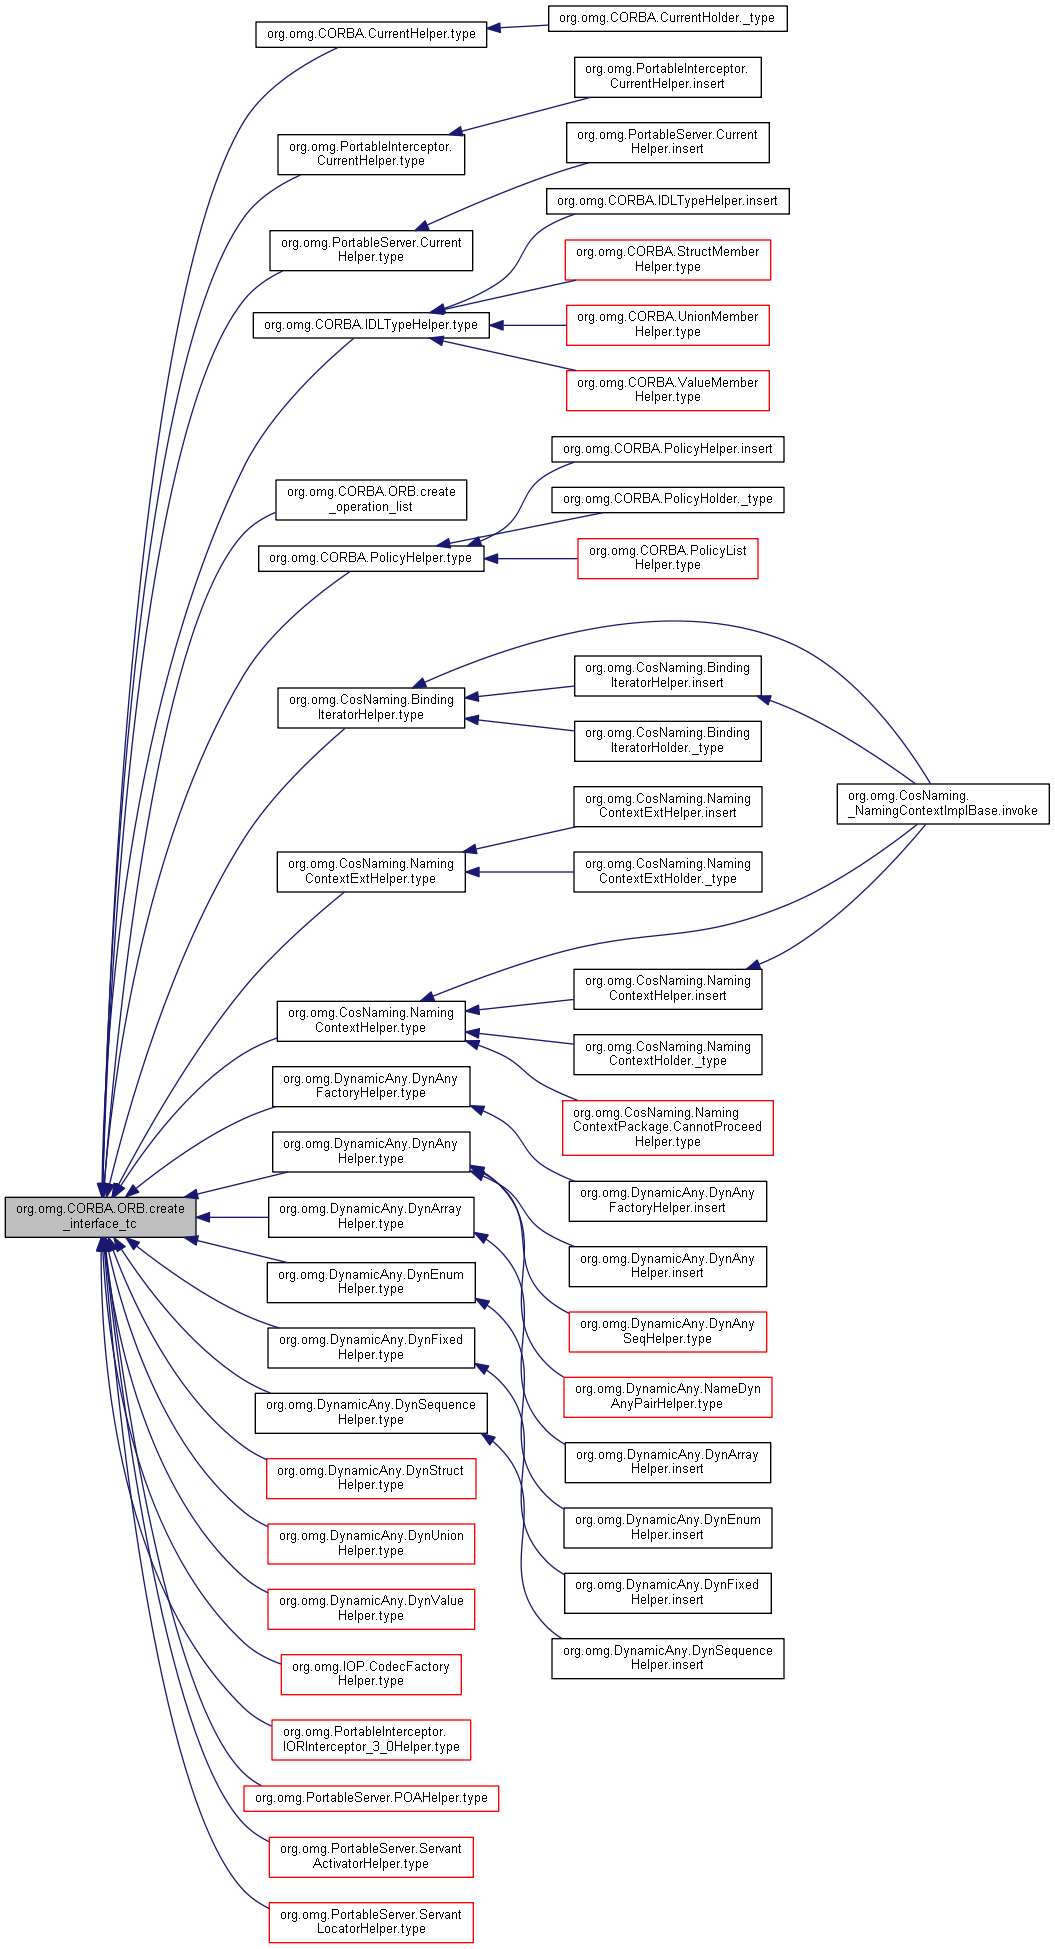 org.omg.CORBA.CurrentHelper.type
org.omg.CORBA.CurrentHolder._type
org.omg.PortableInterceptor.
CurrentHelper.insert
org.omg.PortableInterceptor.
CurrentHelper.type
org.omg.PortableServer.Current
Helper.insert
org.omg.CORBA.IDLTypeHelper.insert
org.omg.PortableServer.Current
Helper.type
org.omg.CORBA.StructMember
Helper.type
org.omg.CORBA.IDLTypeHelper.type
org.omg.CORBA.UnionMember
Helper.type
org.omg.CORBA.ValueMember
Helper.type
org.omg.CORBA.PolicyHelper.insert
org.omg.CORBA.ORB.create
_operation_list
org.omg.CORBA.PolicyHolder._type
org.omg.CORBA.PolicyHelper.type
org.omg.CORBA.PolicyList
Helper.type
org.omg.CosNaming.Binding
IteratorHelper.insert
org.omg.CosNaming.Binding
IteratorHelper.type
org.omg.CosNaming.Binding
IteratorHolder._type
org.omg.CosNaming.
_NamingContextImplBase.invoke
org.omg.CosNaming.Naming
ContextExtHelper.insert
org.omg.CosNaming.Naming
ContextExtHelper.type
org.omg.CosNaming.Naming
ContextExtHolder._type
org.omg.CosNaming.Naming
ContextHelper.insert
org.omg.CosNaming.Naming
ContextHelper.type
org.omg.CosNaming.Naming
ContextHolder._type
org.omg.DynamicAny.DynAny
FactoryHelper.type
org.omg.CosNaming.Naming
ContextPackage.CannotProceed
Helper.type
org.omg.DynamicAny.DynAny
Helper.type
org.omg.DynamicAny.DynAny
FactoryHelper.insert
org.omg.CORBA.ORB.create
_interface_tc
org.omg.DynamicAny.DynArray
Helper.type
org.omg.DynamicAny.DynAny
Helper.insert
org.omg.DynamicAny.DynEnum
Helper.type
org.omg.DynamicAny.DynAny
SeqHelper.type
org.omg.DynamicAny.DynFixed
Helper.type
org.omg.DynamicAny.NameDyn
AnyPairHelper.type
org.omg.DynamicAny.DynSequence
Helper.type
org.omg.DynamicAny.DynArray
Helper.insert
org.omg.DynamicAny.DynStruct
Helper.type
org.omg.DynamicAny.DynEnum
Helper.insert
org.omg.DynamicAny.DynUnion
Helper.type
org.omg.DynamicAny.DynFixed
Helper.insert
org.omg.DynamicAny.DynValue
Helper.type
org.omg.DynamicAny.DynSequence
Helper.insert
org.omg.IOP.CodecFactory
Helper.type
org.omg.PortableInterceptor.
IORInterceptor_3_0Helper.type
org.omg.PortableServer.POAHelper.type
org.omg.PortableServer.Servant
ActivatorHelper.type
org.omg.PortableServer.Servant
LocatorHelper.type